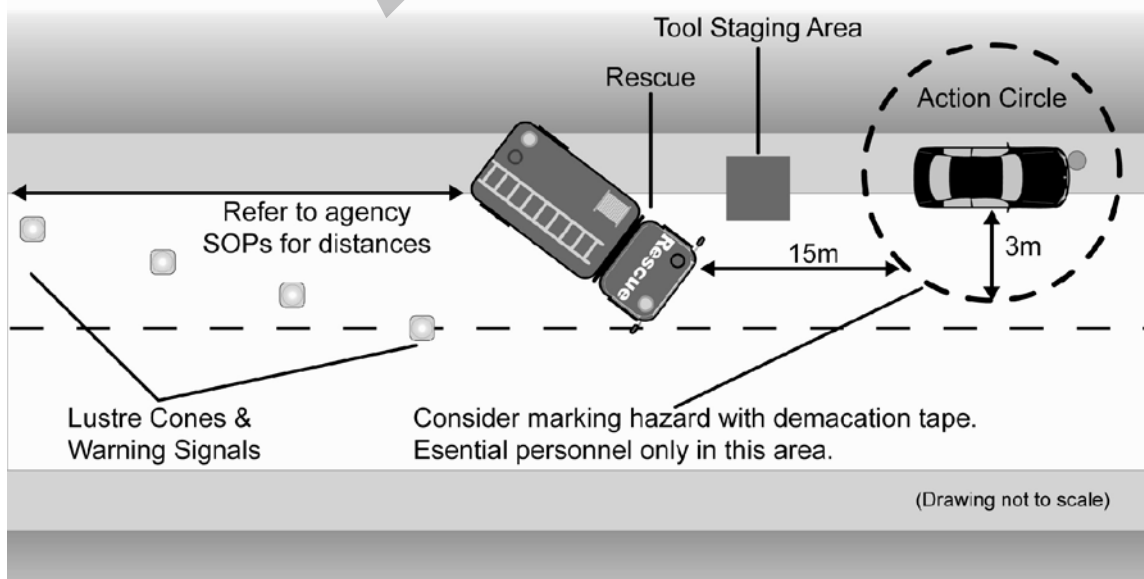 Tool Staging Area
Rescue
Action Circle
Refer to agency
SOPs for distances
Rescue
15m
3m
Lustre Cones &
Warning Signals
Consider marking hazard with demacation tape.
Esential personnel only in this area.
(Drawing not to scale)